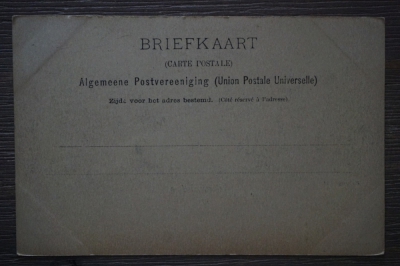 BRIEFKAART
(CARTE POSTALE)
Algemeene Postvereeniging (Union Postale Universelle)
Zijde voor het adres bestemd. (Côté réservé à l'adresse).